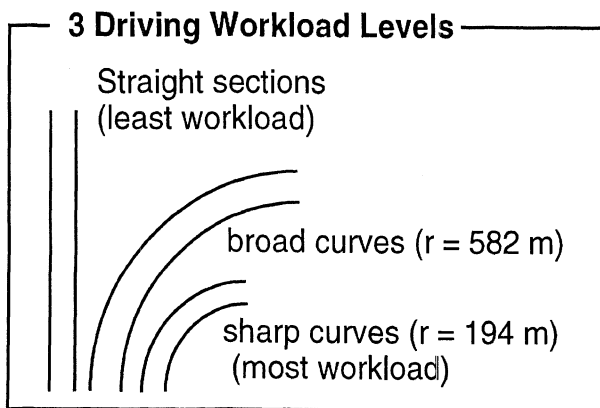 3 Driving Workload Levels
Straight sections
(least workload)
broad curves (r = 582 m)
sharp curves (r = 194 m)
(most workload)